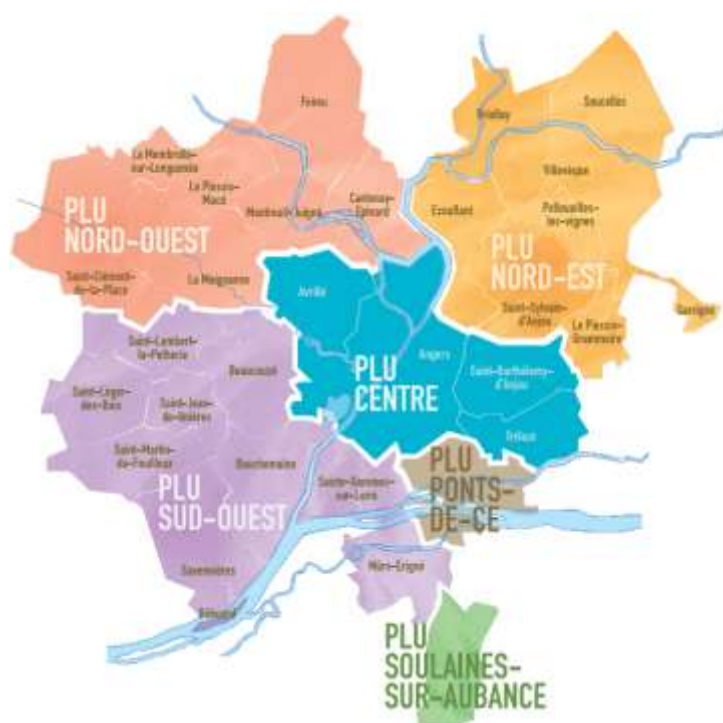 Feneu
Briollay
Soucelles
La Membrolle-
sur-Longuenée
Villevêque
Le Plessis-
Macé
Cantenay-
Epinard
Montreuil-Juigné
Ecouflant
Pellouailles-
les-vignes
PLU
NORD-OUEST
PLU
NORD-EST
Saint-Clément-
de-la-Place
La Meignanne
Avrillé
Saint-Sylvain
d'Anjou
Sarrigné
Le Plessis-
Grammoire
Saint-Lambert
la-Potherie
Beaucouzé
Angers
Saint-Barthélemy-
d'Anjou
PLU
CENTRE
Saint-Léger-
des-Bois
Saint-Jean-
de-Linières
Trélazé
Saint-Martin-
du-Fouilloux
Bouchemaine
PLU
SUD-OUEST
Sainte-Gemmes-
sur-Loire
PLU
PONTS-
DE-CE
Savennières
Mûrs-Erigné
Béhuard
PLU
SOULAINES-
SUR-AUBANCE